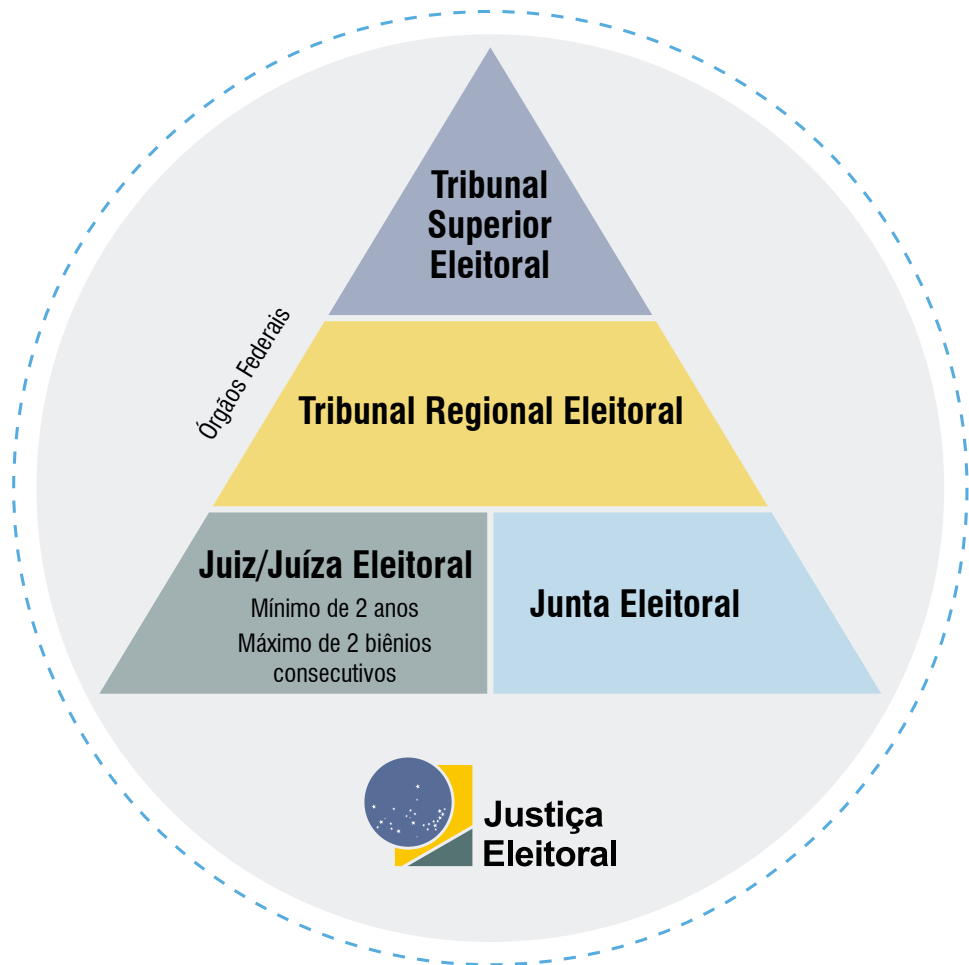 Tribunal
Superior
Eleitoral
Órgãos Federais
Tribunal Regional Eleitoral
Juiz/Juíza Eleitoral
Mínimo de 2 anos
Máximo de 2 biênios
consecutivos
Junta Eleitoral
Justiça
Eleitoral